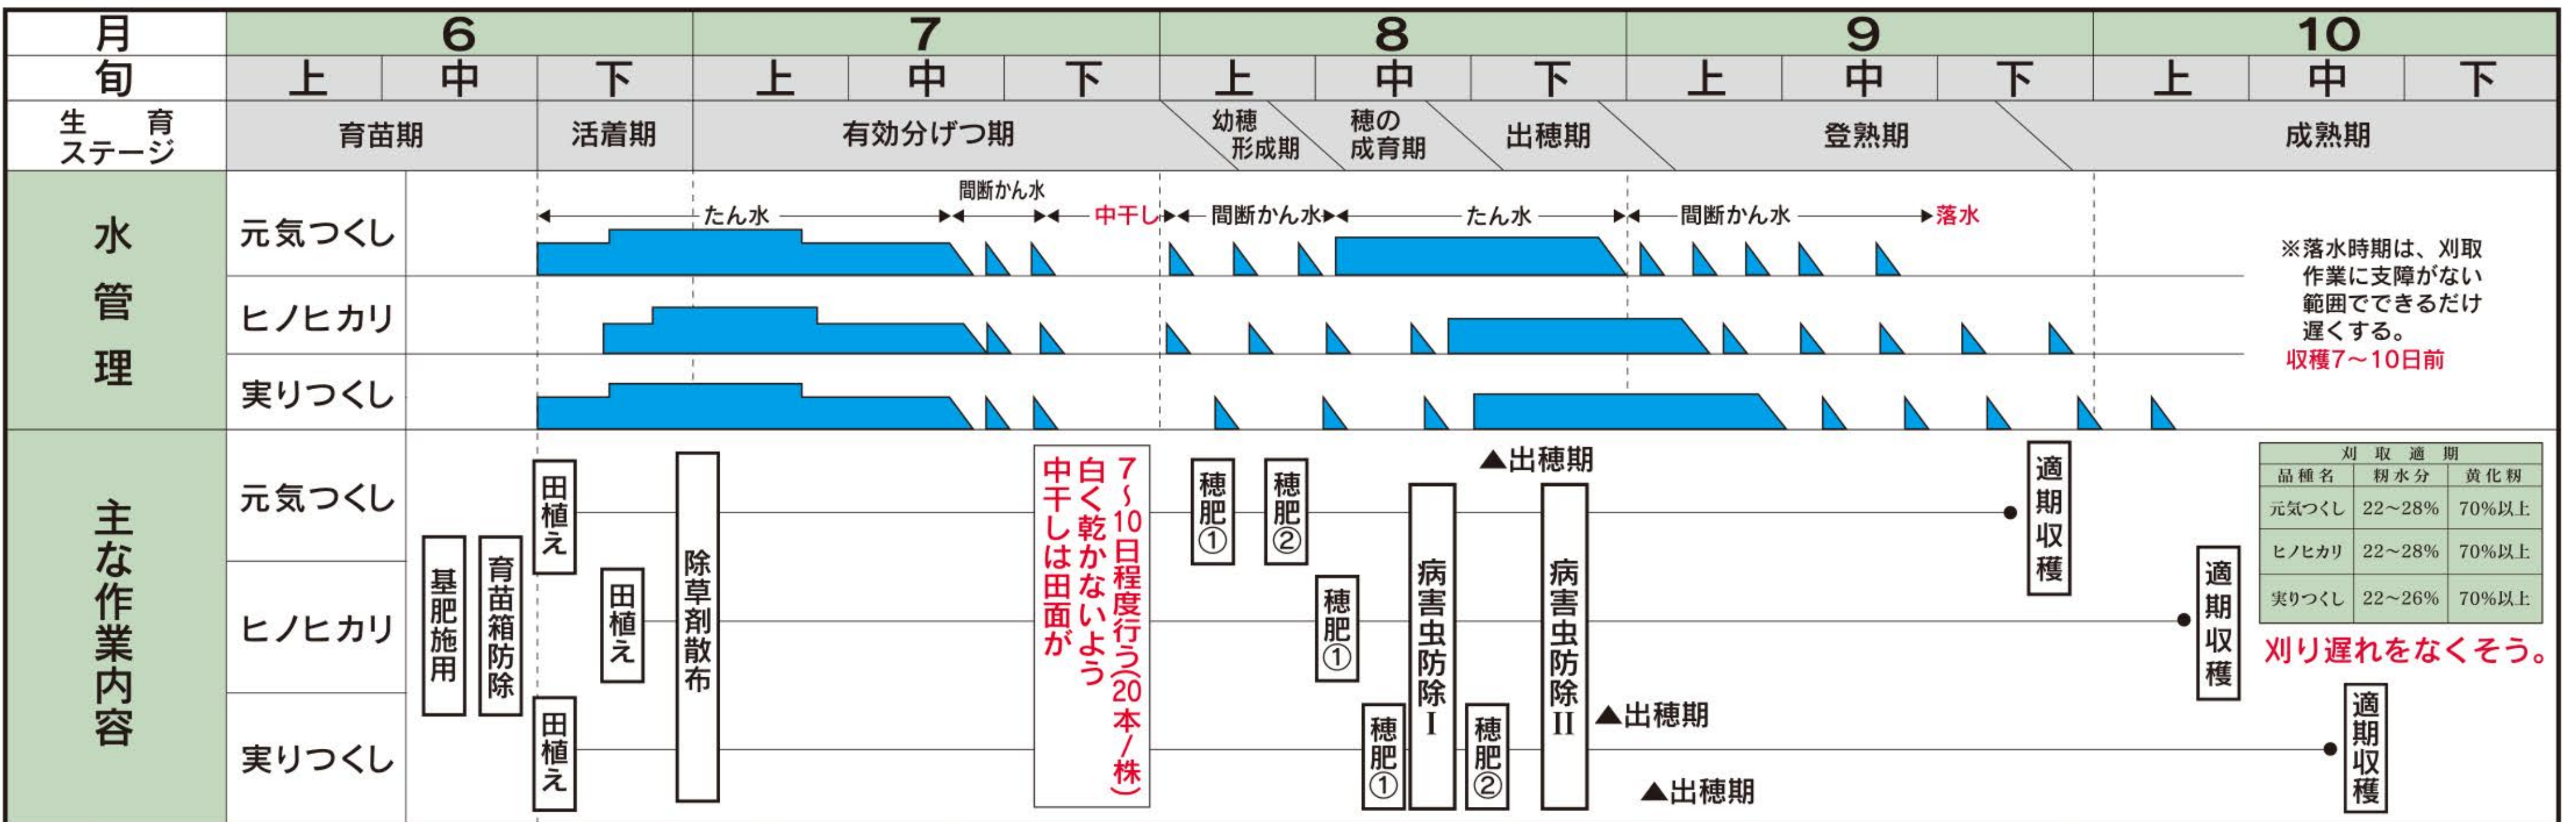 月 6 7 8 9 10
旬 上 中 下 上 中 下 上 中 下 上 中 下 上 中 下
生育ステージ 育苗期 活着期 有効分げつ期 幼穂形成期 穂の成育期 出穂期 登熟期 成熟期
水管理
元気つくし
たん水 間断かん水 中干し 間断かん水 たん水 間断かん水 落水
ヒノヒカリ
実りつくし
※落水時期は、刈取
作業に支障がない
範囲でできるだけ
遅くする。
収穫7～10日前
主な作業内容
元気つくし
ヒノヒカリ
実りつくし
基肥施用
育苗箱防除
田植え
田植え
田植え
除草剤散布
中干しは田面が
白く乾かないよう
7～10日程度行う(20本/株)
穂肥①
穂肥②
穂肥①
穂肥①
病害虫防除Ⅰ
穂肥②
病害虫防除Ⅱ
▲出穂期
▲出穂期
▲出穂期
適期収穫
適期収穫
適期収穫
刈取適期
品種名 籾水分 黄化籾
元気つくし 22～28% 70%以上
ヒノヒカリ 22～28% 70%以上
実りつくし 22～26% 70%以上
刈り遅れをなくそう。